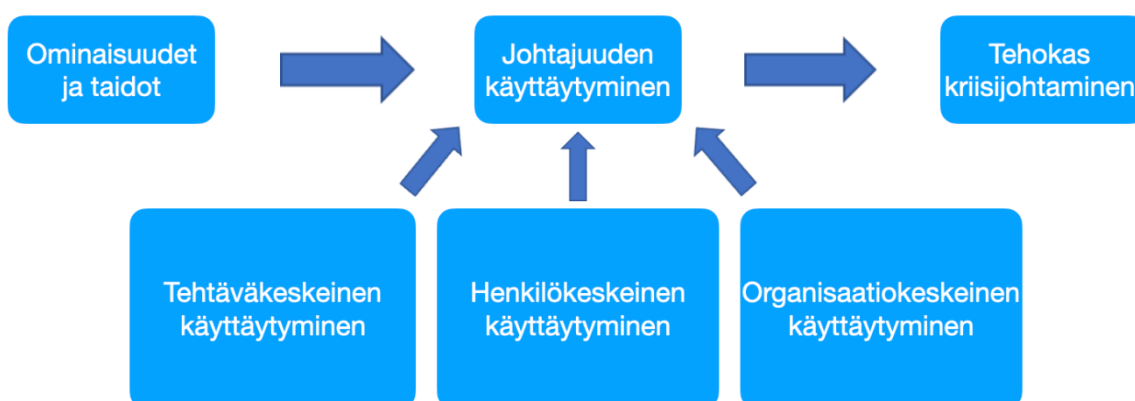 Ominaisuudet
ja taidot
Johtajuuden
käyttäytyminen
Tehokas
kriisijohtaminen
Tehtäväkeskeinen
käyttäytyminen
Henkilökeskeinen
käyttäytyminen
Organisaatiokeskeinen
käyttäytyminen